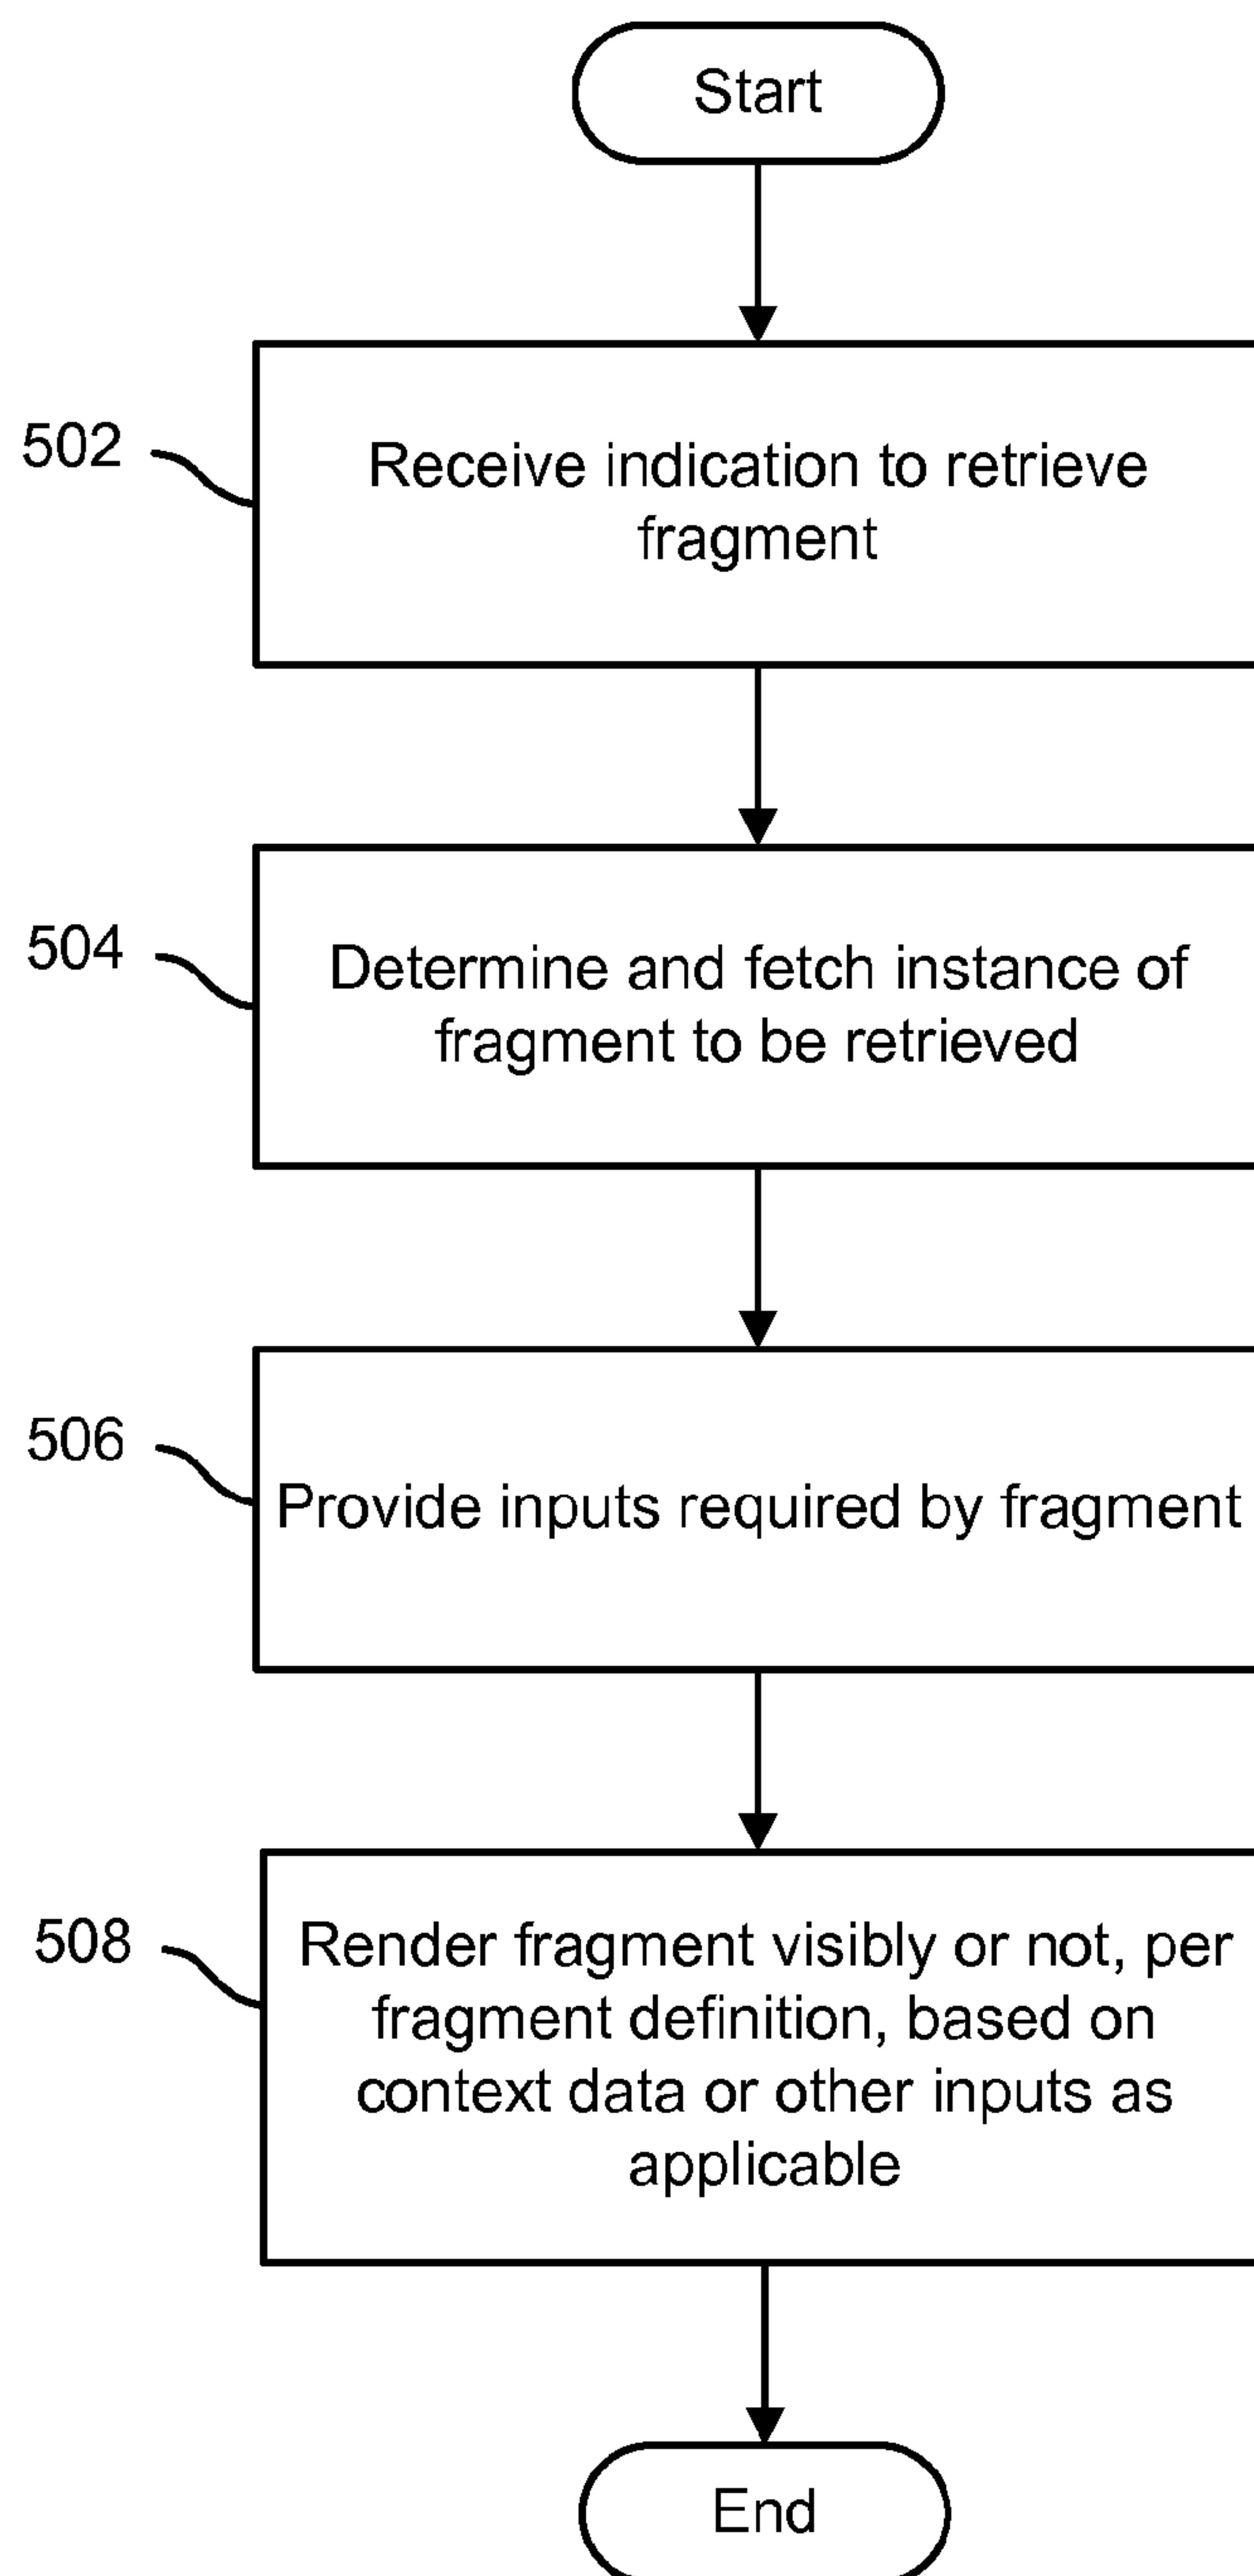 Start
502
Receive indication to retrieve
fragment
504
Determine and fetch instance of
fragment to be retrieved
506
Provide inputs required by fragment
508
Render fragment visibly or not, per
fragment definition, based on
context data or other inputs as
applicable
End